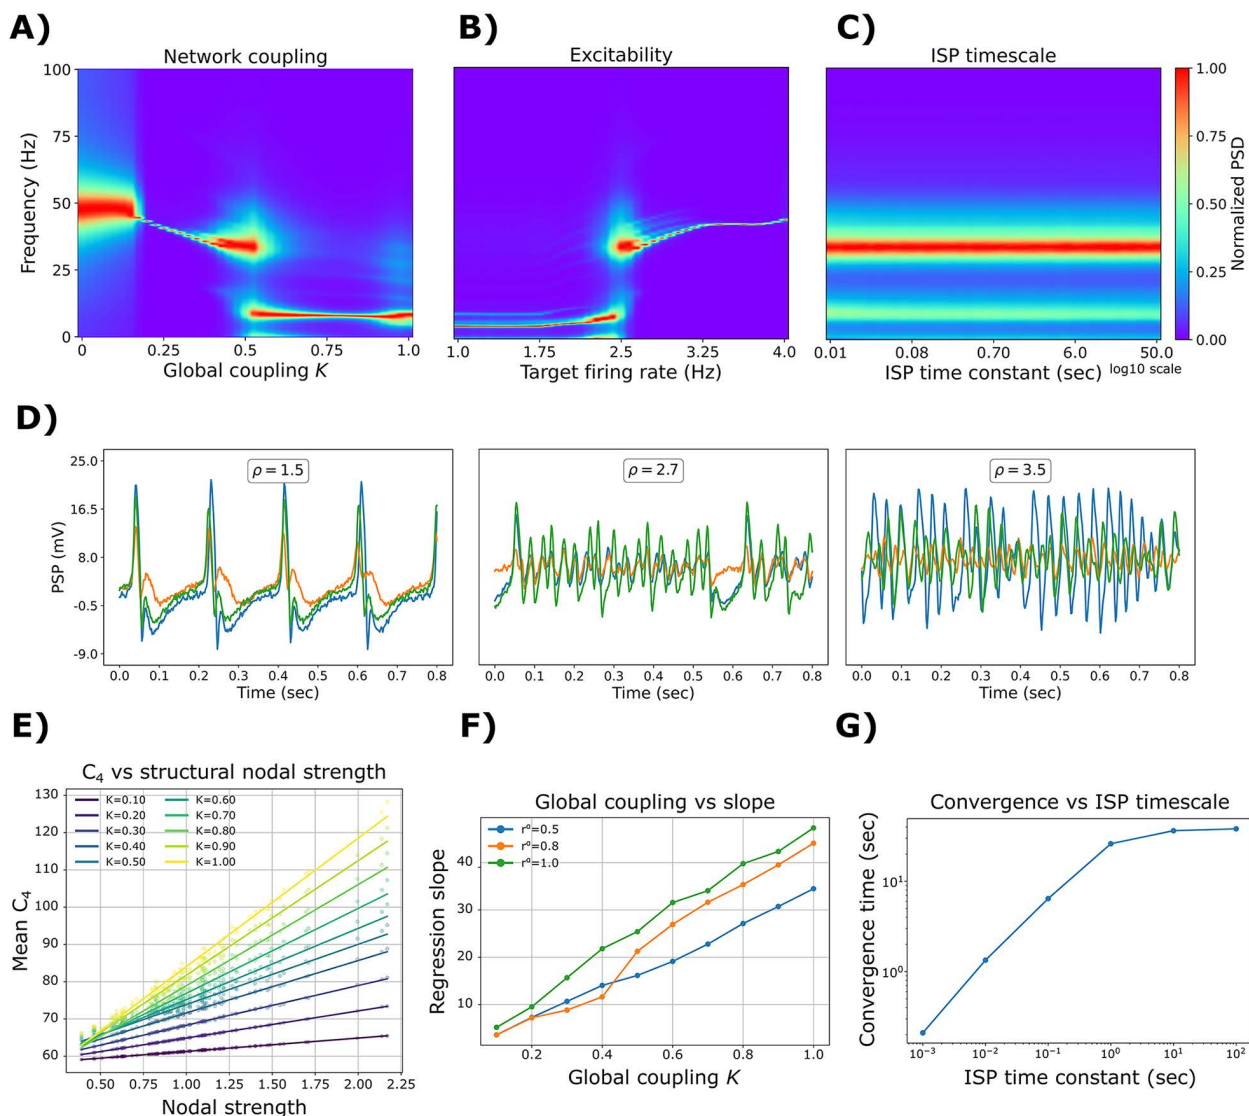 A)
B)
C)
Network coupling
Excitability
ISP timescale
100
75
50
25
0
Frequency (Hz)
0 0.25 0.5 0.75 1.0
Global coupling K
1.0 1.75 2.5 3.25 4.0
Target firing rate (Hz)
0.01 0.08 0.70 6.0 50.0
ISP time constant (sec) log10 scale
1.00
0.75
0.50
0.25
0.00
Normalized PSD
D)
25.0
16.5
8.0
-0.5
-9.0
PSP (mV)
ρ = 1.5
ρ = 2.7
ρ = 3.5
0.0 0.1 0.2 0.3 0.4 0.5 0.6 0.7 0.8
Time (sec)
0.0 0.1 0.2 0.3 0.4 0.5 0.6 0.7 0.8
Time (sec)
0.0 0.1 0.2 0.3 0.4 0.5 0.6 0.7 0.8
Time (sec)
E)
F)
G)
C₄ vs structural nodal strength
130
120
110
100
90
80
70
60
Mean C₄
K=0.10 K=0.60
K=0.20 K=0.70
K=0.30 K=0.80
K=0.40 K=0.90
K=0.50 K=1.00
0.50 0.75 1.00 1.25 1.50 1.75 2.00 2.25
Nodal strength
Global coupling vs slope
40
30
20
10
Regression slope
rᵅ=0.5
rᵅ=0.8
rᵅ=1.0
0.2 0.4 0.6 0.8 1.0
Global coupling K
Convergence vs ISP timescale
10¹
10⁰
Convergence time (sec)
10⁻³ 10⁻² 10⁻¹ 10⁰ 10¹ 10²
ISP time constant (sec)